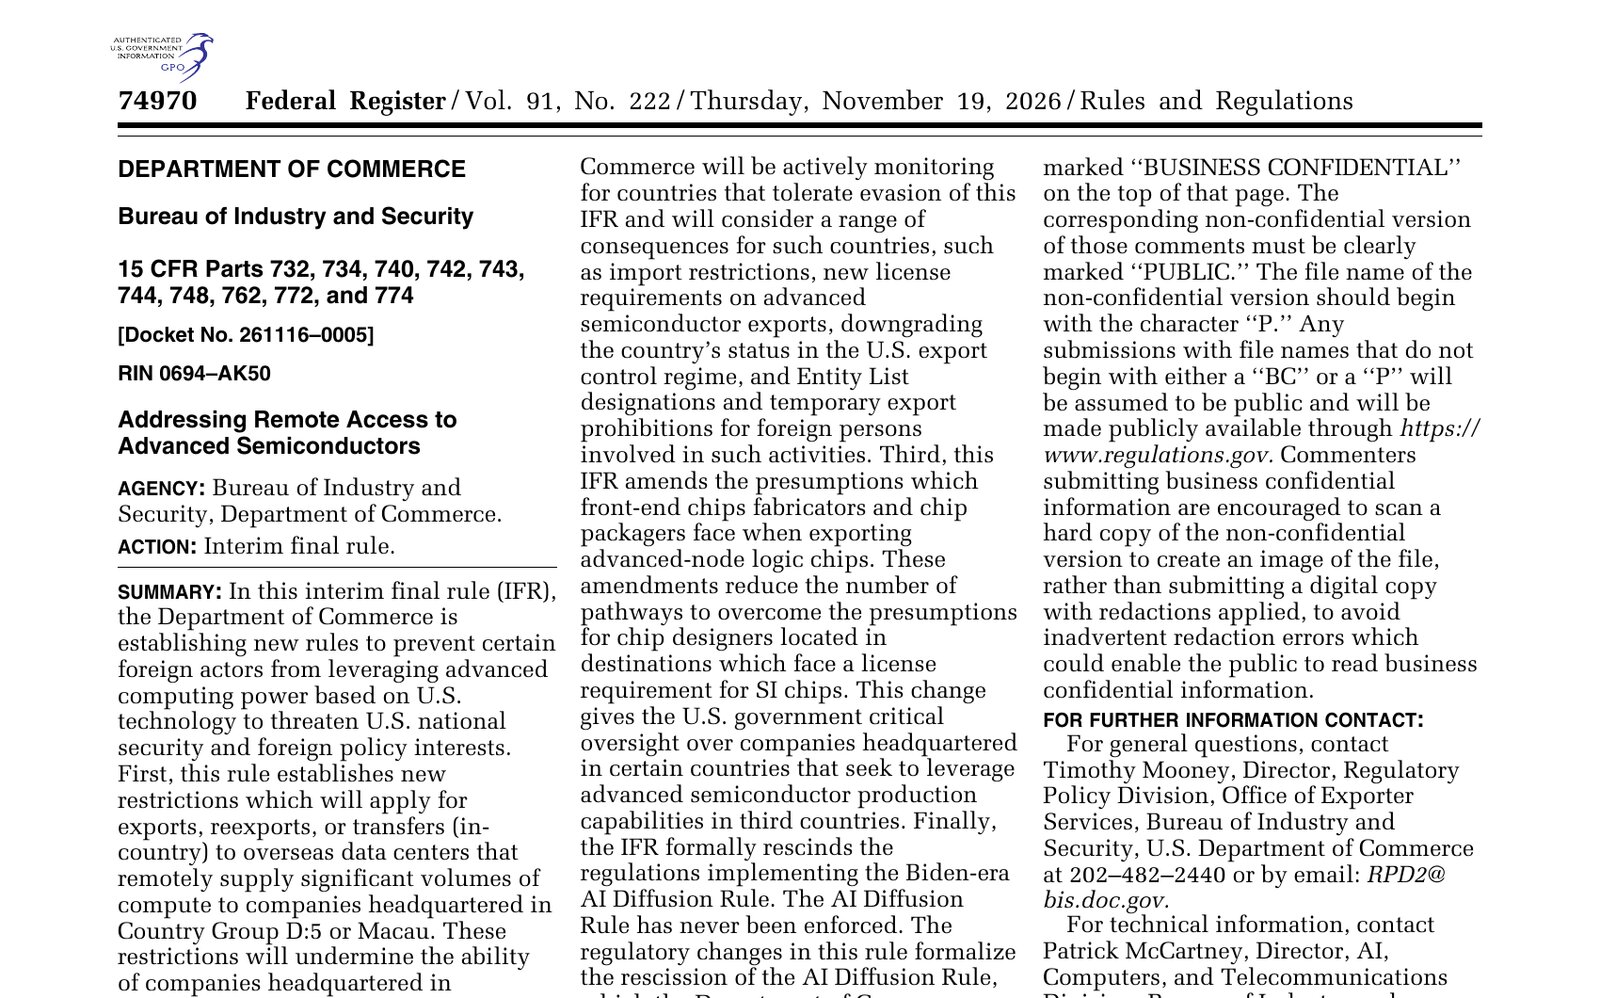 AUTHENTICATED
U.S. GOVERNMENT
INFORMATION
GPO
74970 Federal Register / Vol. 91, No. 222 / Thursday, November 19, 2026 / Rules and Regulations
DEPARTMENT OF COMMERCE
Bureau of Industry and Security
15 CFR Parts 732, 734, 740, 742, 743,
744, 748, 762, 772, and 774
[Docket No. 261116–0005]
RIN 0694–AK50
Addressing Remote Access to
Advanced Semiconductors
AGENCY: Bureau of Industry and
Security, Department of Commerce.
ACTION: Interim final rule.
SUMMARY: In this interim final rule (IFR),
the Department of Commerce is
establishing new rules to prevent certain
foreign actors from leveraging advanced
computing power based on U.S.
technology to threaten U.S. national
security and foreign policy interests.
First, this rule establishes new
restrictions which will apply for
exports, reexports, or transfers (in-
country) to overseas data centers that
remotely supply significant volumes of
compute to companies headquartered in
Country Group D:5 or Macau. These
restrictions will undermine the ability
of companies headquartered in
Commerce will be actively monitoring
for countries that tolerate evasion of this
IFR and will consider a range of
consequences for such countries, such
as import restrictions, new license
requirements on advanced
semiconductor exports, downgrading
the country’s status in the U.S. export
control regime, and Entity List
designations and temporary export
prohibitions for foreign persons
involved in such activities. Third, this
IFR amends the presumptions which
front-end chips fabricators and chip
packagers face when exporting
advanced-node logic chips. These
amendments reduce the number of
pathways to overcome the presumptions
for chip designers located in
destinations which face a license
requirement for SI chips. This change
gives the U.S. government critical
oversight over companies headquartered
in certain countries that seek to leverage
advanced semiconductor production
capabilities in third countries. Finally,
the IFR formally rescinds the
regulations implementing the Biden-era
AI Diffusion Rule. The AI Diffusion
Rule has never been enforced. The
regulatory changes in this rule formalize
the rescission of the AI Diffusion Rule,
marked ‘‘BUSINESS CONFIDENTIAL’’
on the top of that page. The
corresponding non-confidential version
of those comments must be clearly
marked ‘‘PUBLIC.’’ The file name of the
non-confidential version should begin
with the character ‘‘P.’’ Any
submissions with file names that do not
begin with either a ‘‘BC’’ or a ‘‘P’’ will
be assumed to be public and will be
made publicly available through https://
www.regulations.gov. Commenters
submitting business confidential
information are encouraged to scan a
hard copy of the non-confidential
version to create an image of the file,
rather than submitting a digital copy
with redactions applied, to avoid
inadvertent redaction errors which
could enable the public to read business
confidential information.
FOR FURTHER INFORMATION CONTACT:
For general questions, contact
Timothy Mooney, Director, Regulatory
Policy Division, Office of Exporter
Services, Bureau of Industry and
Security, U.S. Department of Commerce
at 202–482–2440 or by email: RPD2@
bis.doc.gov.
For technical information, contact
Patrick McCartney, Director, AI,
Computers, and Telecommunications